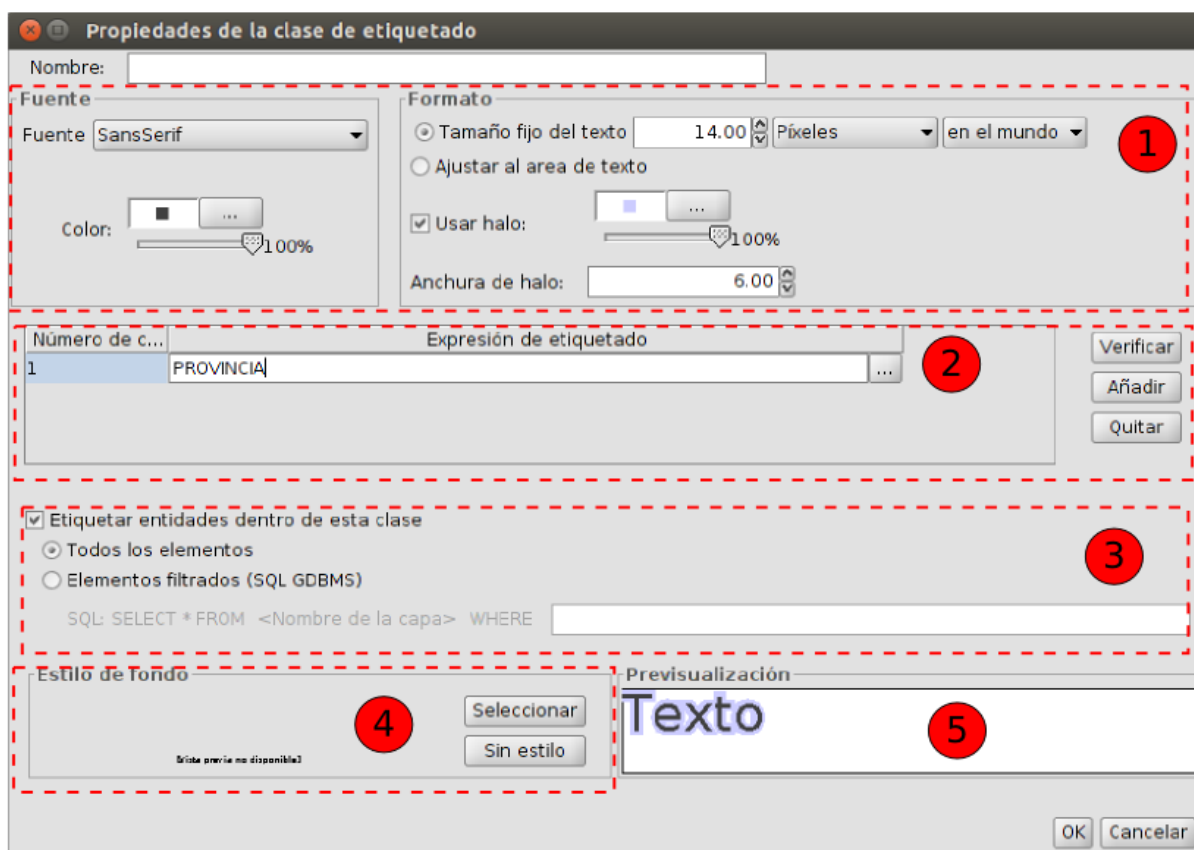 Propiedades de la clase de etiquetado
Nombre:
Fuente
Formato
Fuente SansSerif
Tamaño fijo del texto 14.00 Píxeles en el mundo
1
Ajustar al area de texto
Color: ... 100%
Usar halo: ... 100%
Anchura de halo: 6.00
Número de c... Expresión de etiquetado
1 PROVINCIA ...
2
Verificar
Añadir
Quitar
Etiquetar entidades dentro de esta clase
Todos los elementos
Elementos filtrados (SQL GDBMS)
SQL: SELECT * FROM <Nombre de la capa> WHERE
3
Estilo de fondo
[Vista previa no disponible]
4
Seleccionar
Sin estilo
Previsualización
Texto
5
OK Cancelar